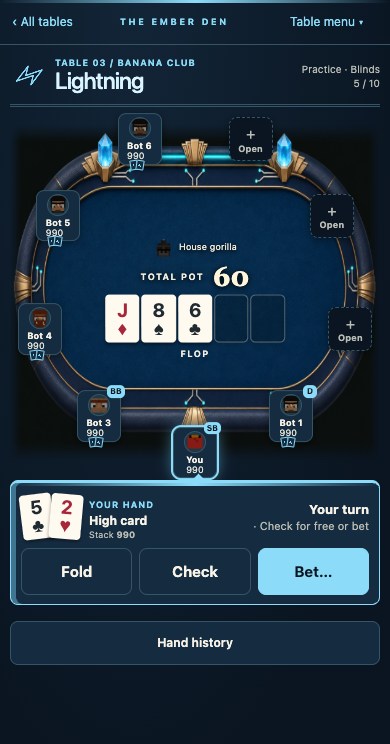 ‹ All tables
THE EMBER DEN
Table menu ▾
TABLE 03 / BANANA CLUB
Lightning
Practice · Blinds
5 / 10
Bot 6
990
+
Open
Bot 5
990
+
Open
House gorilla
TOTAL POT 60
J♦ 8♠ 6♣
FLOP
Bot 4
990
+
Open
BB
Bot 3
990
D
Bot 1
990
SB
You
990
5♣ 2♥
YOUR HAND
High card
Stack 990
Your turn
· Check for free or bet
Fold
Check
Bet...
Hand history